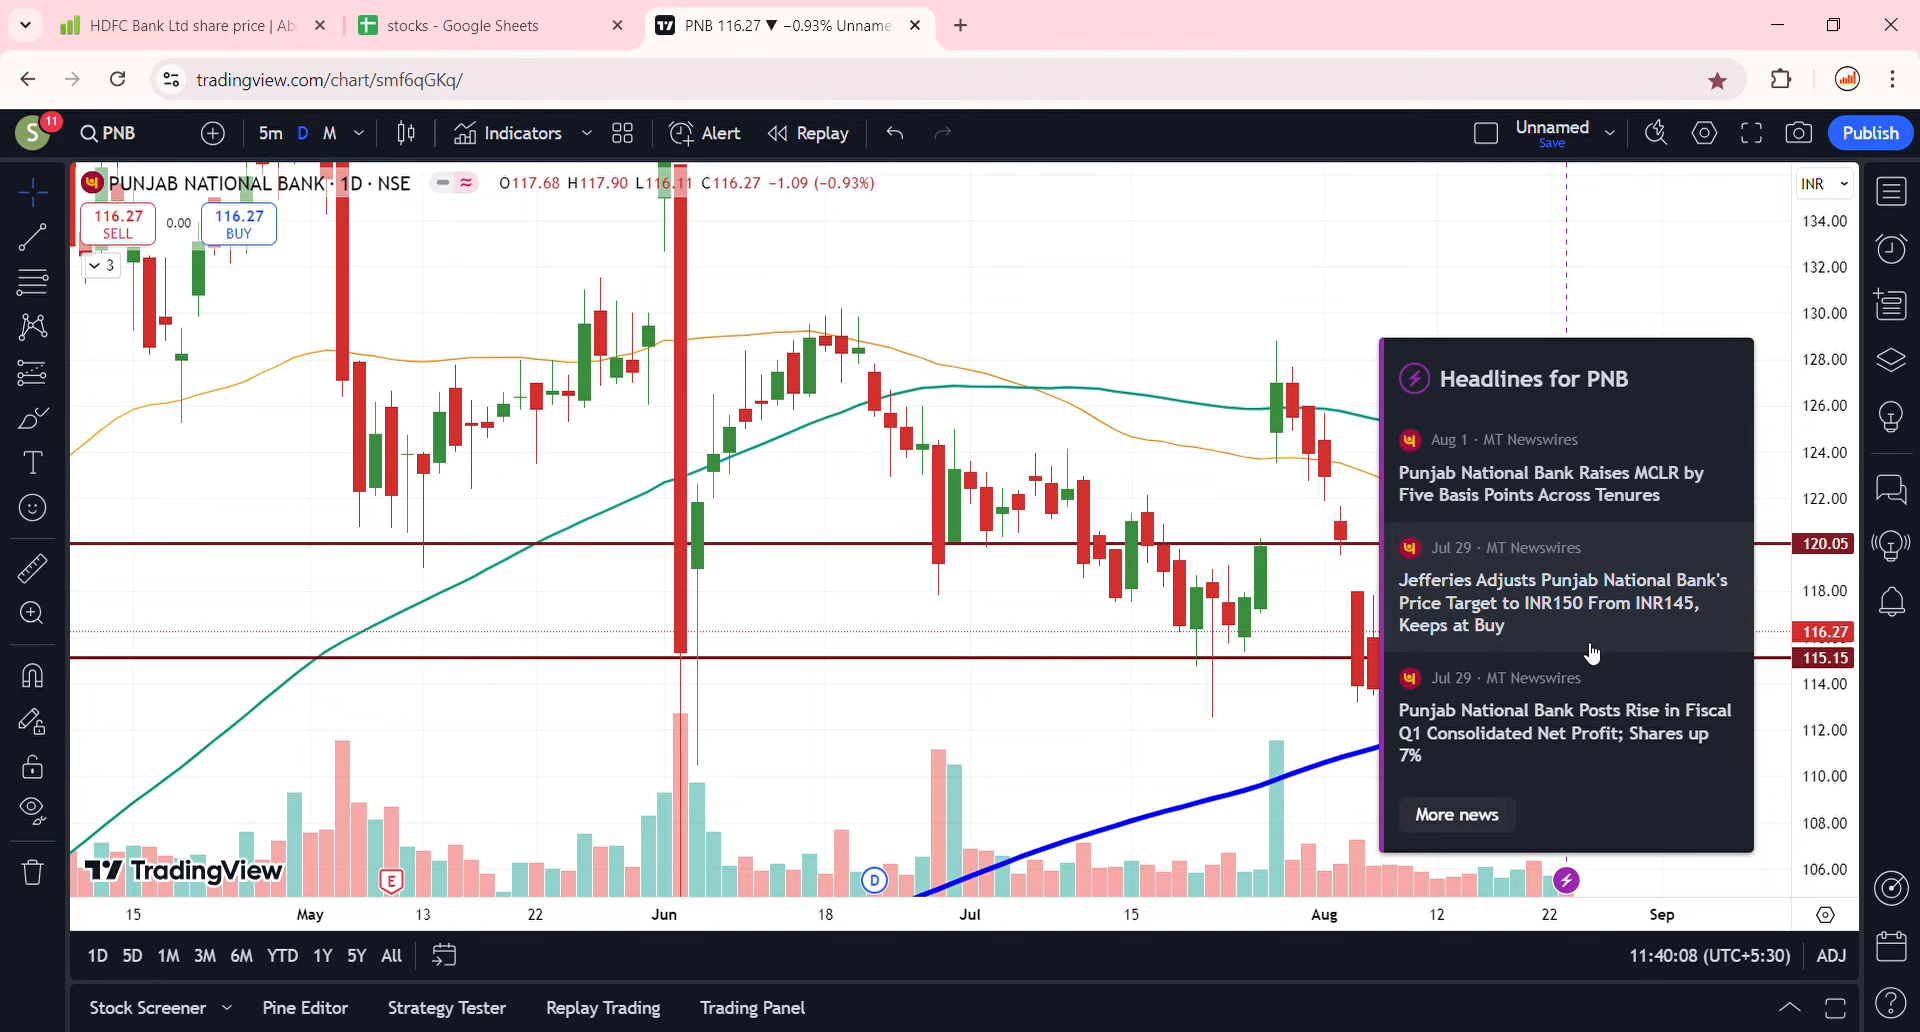 HDFC Bank Ltd share price | Ab
stocks - Google Sheets
PNB 116.27 ▼ −0.93% Unname
tradingview.com/chart/smf6qGKq/
S
11
PNB
5m D M
Indicators
Alert
Replay
Unnamed
Save
Publish
PUNJAB NATIONAL BANK · 1D · NSE
O117.68 H117.90 L116.11 C116.27 −1.09 (−0.93%)
INR
116.27
SELL
0.00
116.27
BUY
3
134.00
132.00
130.00
128.00
126.00
124.00
122.00
120.05
118.00
116.27
115.15
114.00
112.00
110.00
108.00
106.00
Headlines for PNB
Aug 1 · MT Newswires
Punjab National Bank Raises MCLR by
Five Basis Points Across Tenures
Jul 29 · MT Newswires
Jefferies Adjusts Punjab National Bank's
Price Target to INR150 From INR145,
Keeps at Buy
Jul 29 · MT Newswires
Punjab National Bank Posts Rise in Fiscal
Q1 Consolidated Net Profit; Shares up
7%
More news
TradingView
E
D
15 May 13 22 Jun 18 Jul 15 Aug 12 22 Sep
1D 5D 1M 3M 6M YTD 1Y 5Y All
11:40:08 (UTC+5:30) ADJ
Stock Screener Pine Editor Strategy Tester Replay Trading Trading Panel